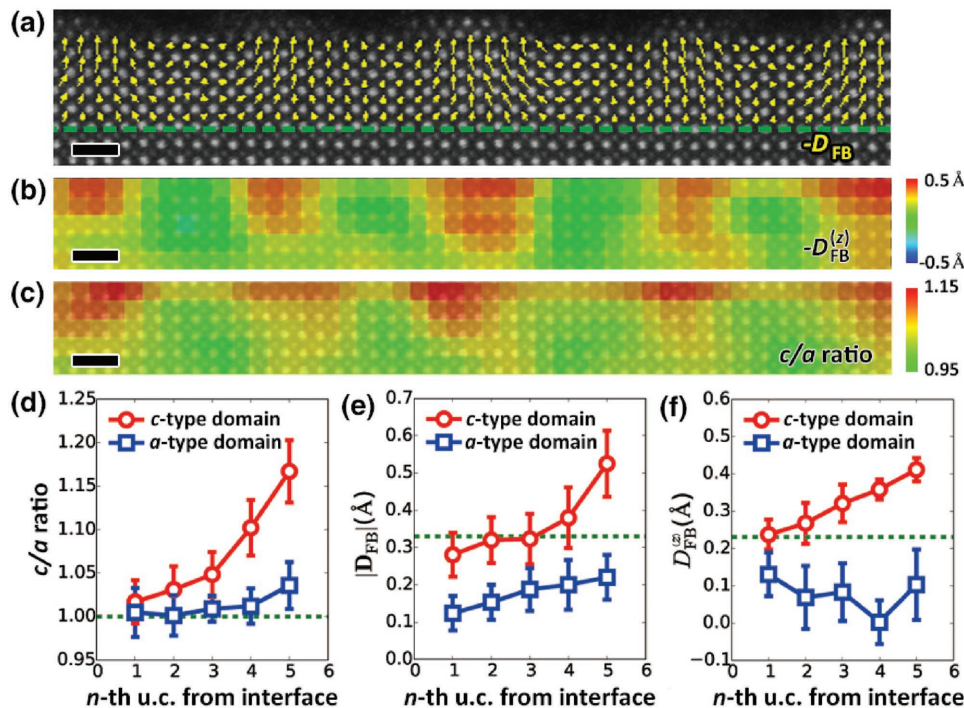 (a)
-D_FB
(b)
0.5 Å
-D_FB^(z)
-0.5 Å
(c)
1.15
c/a ratio
0.95
(d)
1.25
1.20
1.15
1.10
1.05
1.00
0.95
c/a ratio
c-type domain
a-type domain
0 1 2 3 4 5 6
n-th u.c. from interface
(e)
0.7
0.6
0.5
0.4
0.3
0.2
0.1
0.0
|D_FB|(Å)
c-type domain
a-type domain
0 1 2 3 4 5 6
n-th u.c. from interface
(f)
0.6
0.5
0.4
0.3
0.2
0.1
0.0
−0.1
D_FB^(z)(Å)
c-type domain
a-type domain
0 1 2 3 4 5 6
n-th u.c. from interface